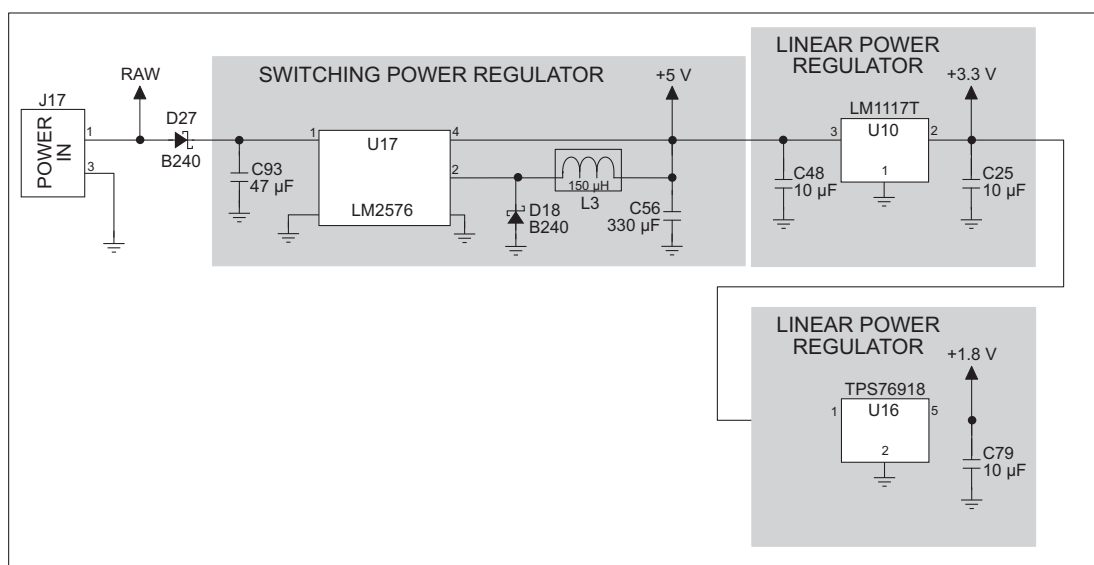 J17
POWER
IN
1
3
RAW
D27
B240
SWITCHING POWER REGULATOR
C93
47 µF
1
U17
4
2
LM2576
D18
B240
150 µH
L3
+5 V
C56
330 µF
LINEAR POWER
REGULATOR
+3.3 V
LM1117T
3
U10
2
1
C48
10 µF
C25
10 µF
LINEAR POWER
REGULATOR
+1.8 V
TPS76918
1
U16
5
2
C79
10 µF